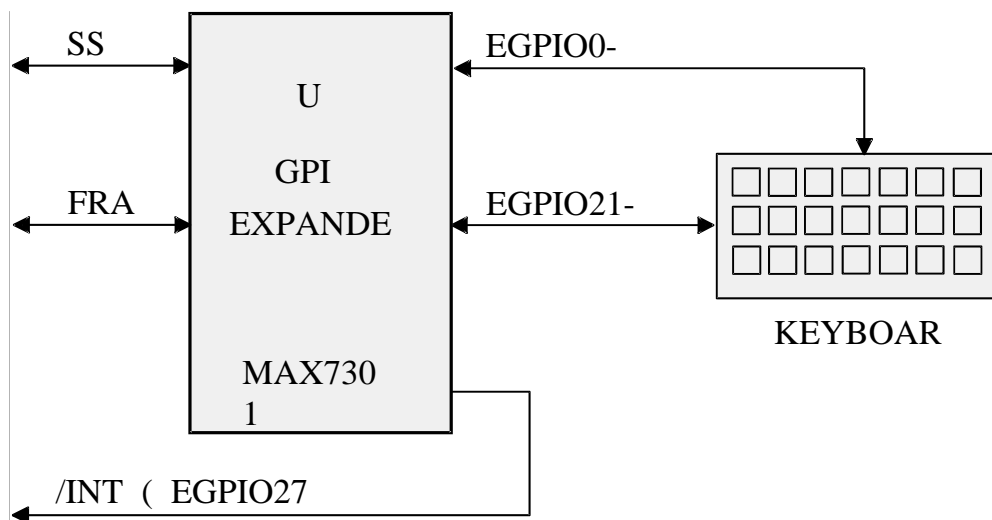 SS
EGPIO0-
U
GPI
FRA
EXPANDE
EGPIO21-
KEYBOAR
MAX730
1
/INT ( EGPIO27